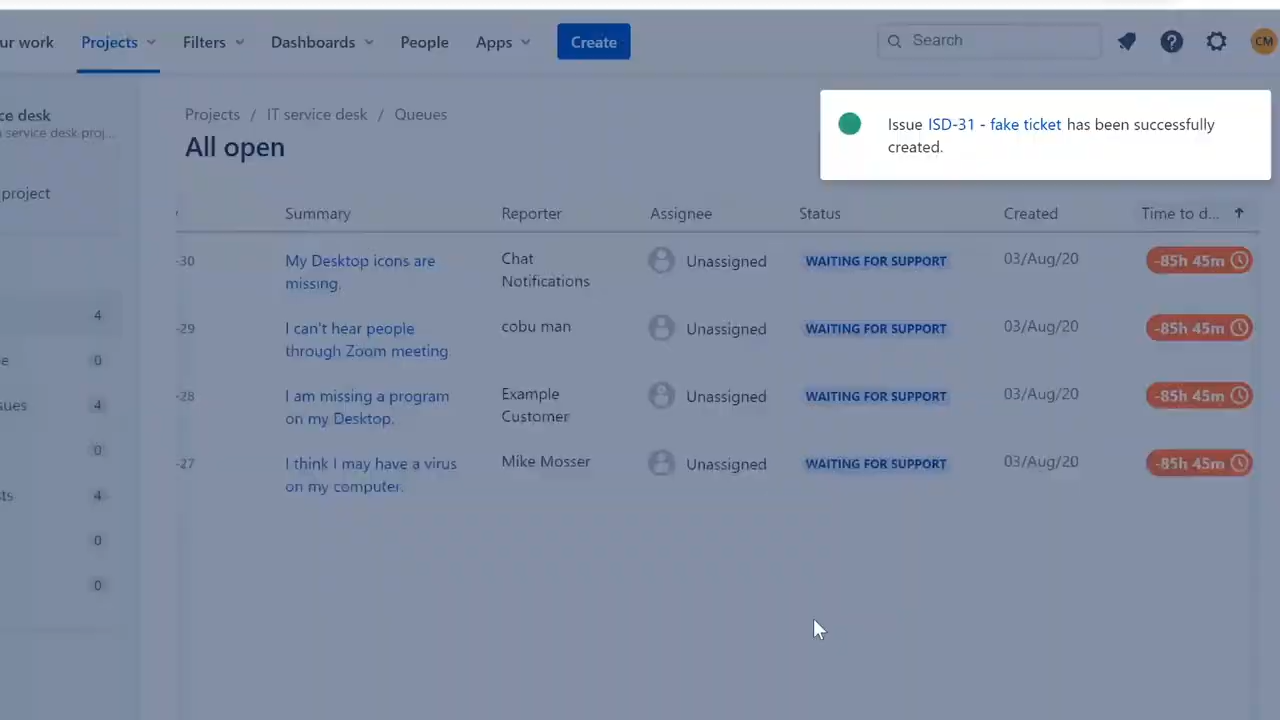 ur work Projects Filters Dashboards People Apps Create Search CM
ce desk
service desk proj...
project
4
e 0
sues 4
0
sts 4
0
0
Projects / IT service desk / Queues
All open
Issue ISD-31 - fake ticket has been successfully
created.
Summary Reporter Assignee Status Created Time to d...
-30 My Desktop icons are Chat Unassigned WAITING FOR SUPPORT 03/Aug/20 -85h 45m
missing. Notifications
-29 I can't hear people cobu man Unassigned WAITING FOR SUPPORT 03/Aug/20 -85h 45m
through Zoom meeting
-28 I am missing a program Example Unassigned WAITING FOR SUPPORT 03/Aug/20 -85h 45m
on my Desktop. Customer
-27 I think I may have a virus Mike Mosser Unassigned WAITING FOR SUPPORT 03/Aug/20 -85h 45m
on my computer.